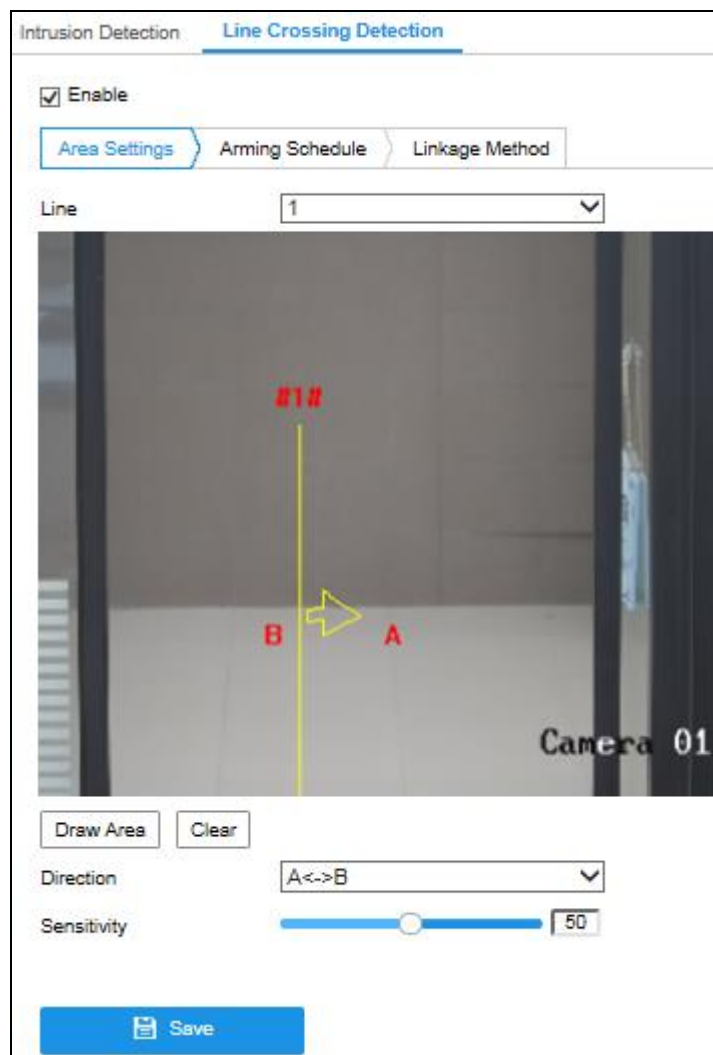 Intrusion Detection Line Crossing Detection
Enable
Area Settings Arming Schedule Linkage Method
Line 1
#1#
B A
Camera 01
Draw Area Clear
Direction A<->B
Sensitivity 50
Save